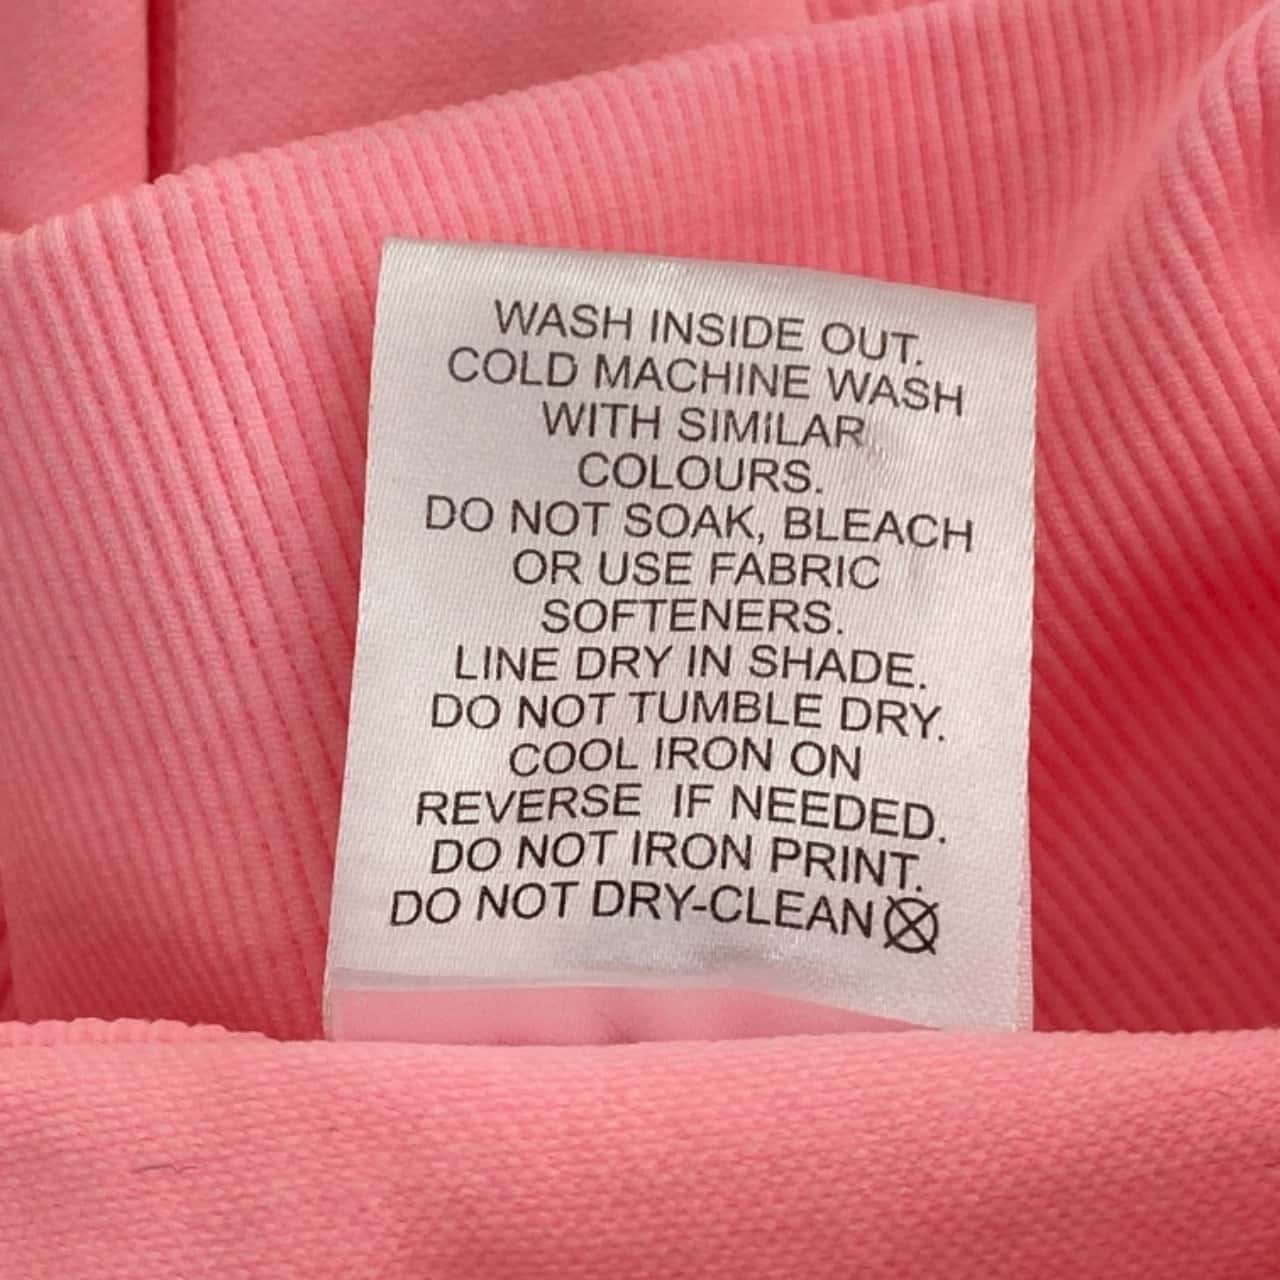 WASH INSIDE OUT.
COLD MACHINE WASH
WITH SIMILAR
COLOURS.
DO NOT SOAK, BLEACH
OR USE FABRIC
SOFTENERS.
LINE DRY IN SHADE.
DO NOT TUMBLE DRY.
COOL IRON ON
REVERSE IF NEEDED.
DO NOT IRON PRINT.
DO NOT DRY-CLEAN